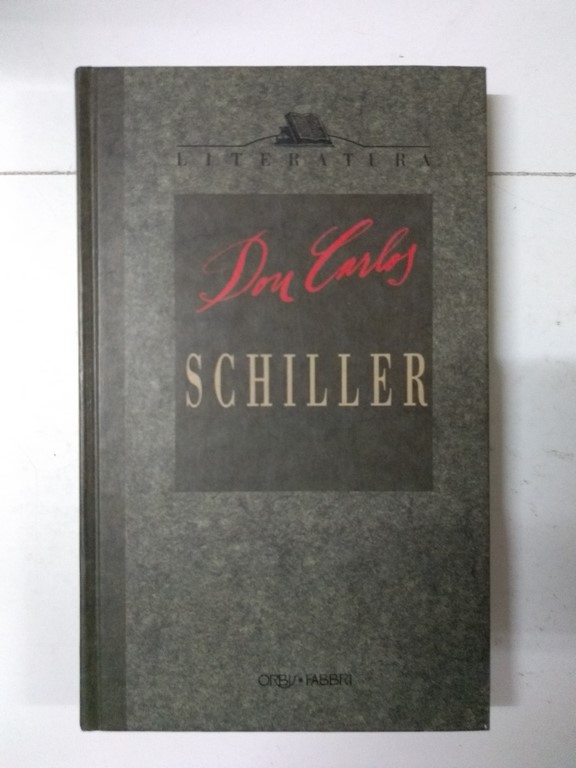 LITERATURA
Don Carlos
SCHILLER
ORBIS • FABBRI